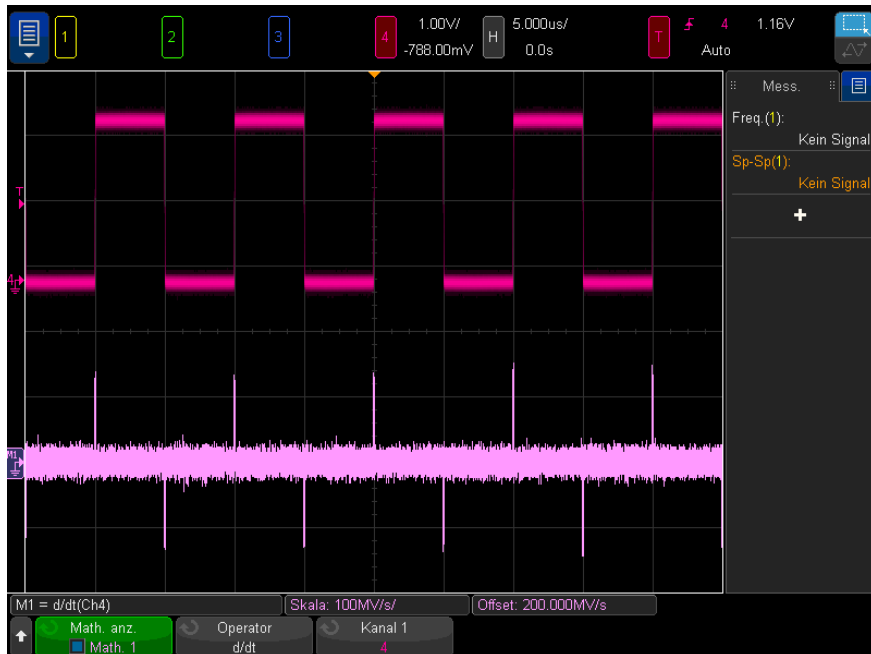 1 2 3 4 1.00V/ H 5.000us/ T 4 1.16V
-788.00mV 0.0s Auto
Mess.
Freq.(1):
Kein Signal
Sp-Sp(1):
Kein Signal
+
T
4
M1
M1 = d/dt(Ch4) Skala: 100MV/s/ Offset: 200.000MV/s
Math. anz. Operator Kanal 1
Math. 1 d/dt 4